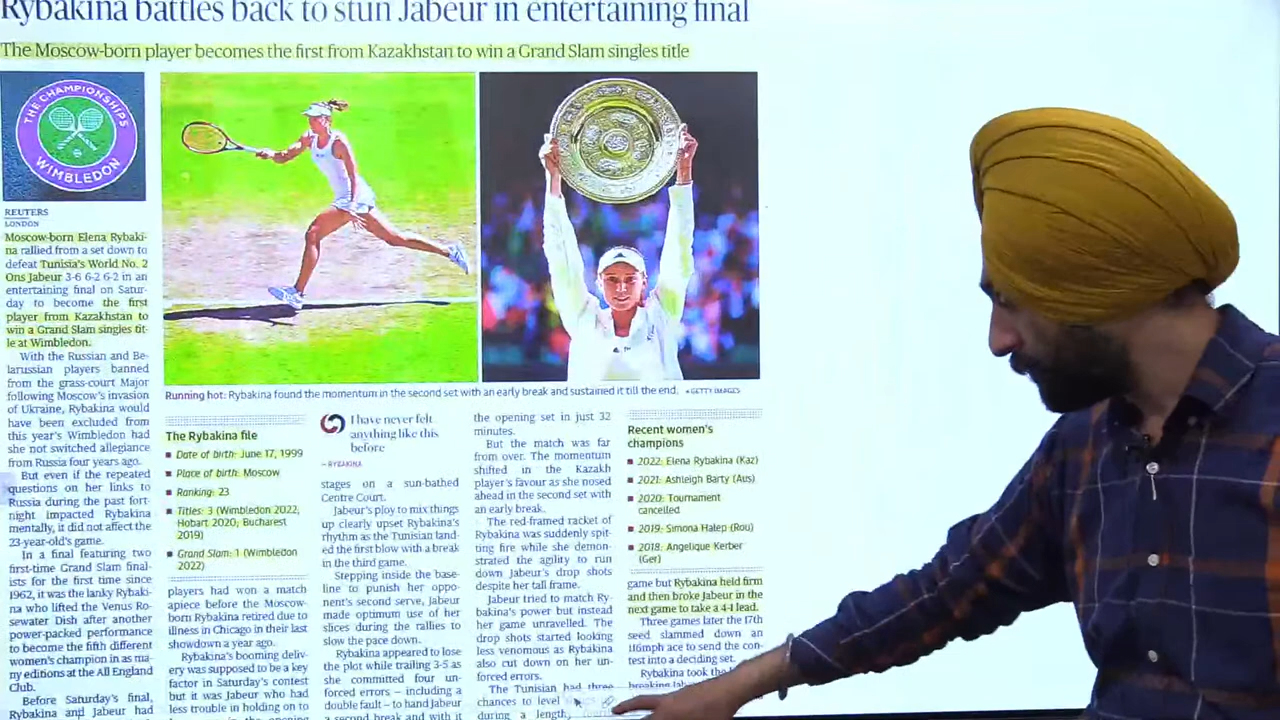 Rybakina battles back to stun Jabeur in entertaining final
The Moscow-born player becomes the first from Kazakhstan to win a Grand Slam singles title
THE CHAMPIONSHIPS
WIMBLEDON
REUTERS
LONDON
Moscow-born Elena Rybaki-
na rallied from a set down to
defeat Tunisia's World No. 2
Ons Jabeur 3-6 6-2 6-2 in an
entertaining final on Satur-
day to become the first
player from Kazakhstan to
win a Grand Slam singles tit-
le at Wimbledon.
With the Russian and Be-
larussian players banned
from the grass-court Major
following Moscow's invasion
of Ukraine, Rybakina would
have been excluded from
this year's Wimbledon had
she not switched allegiance
from Russia four years ago.
But even if the repeated
questions on her links to
Russia during the past fort-
night impacted Rybakina
mentally, it did not affect the
23-year-old's game.
In a final featuring two
first-time Grand Slam final-
ists for the first time since
1962, it was the lanky Rybaki-
na who lifted the Venus Ro-
sewater Dish after another
power-packed performance
to become the fifth different
women's champion in as ma-
ny editions at the All England
Club.
Before Saturday's final,
Rybakina and Jabeur had
Running hot: Rybakina found the momentum in the second set with an early break and sustained it till the end. • GETTY IMAGES
The Rybakina file
Date of birth: June 17, 1999
Place of birth: Moscow
Ranking: 23
Titles: 3 (Wimbledon 2022,
Hobart 2020; Bucharest
2019)
Grand Slam: 1 (Wimbledon
2022)
players had won a match
apiece before the Moscow-
born Rybakina retired due to
illness in Chicago in their last
showdown a year ago.
Rybakina's booming deliv-
ery was supposed to be a key
factor in Saturday's contest
but it was Jabeur who had
less trouble in holding on to
I have never felt
anything like this
before
– RYBAKINA
stages on a sun-bathed
Centre Court.
Jabeur's ploy to mix things
up clearly upset Rybakina's
rhythm as the Tunisian land-
ed the first blow with a break
in the third game.
Stepping inside the base-
line to punish her oppo-
nent's second serve, Jabeur
made optimum use of her
slices during the rallies to
slow the pace down.
Rybakina appeared to lose
the plot while trailing 3-5 as
she committed four un-
forced errors – including a
double fault – to hand Jabeur
a second break and with it
the opening set in just 32
minutes.
But the match was far
from over. The momentum
shifted in the Kazakh
player's favour as she nosed
ahead in the second set with
an early break.
The red-framed racket of
Rybakina was suddenly spit-
ting fire while she demon-
strated the agility to run
down Jabeur's drop shots
despite her tall frame.
Jabeur tried to match Ry-
bakina's power but instead
her game unravelled. The
drop shots started looking
less venomous as Rybakina
also cut down on her un-
forced errors.
The Tunisian had three
chances to level
during a length
Recent women's
champions
2022: Elena Rybakina (Kaz)
2021: Ashleigh Barty (Aus)
2020: Tournament
cancelled
2019: Simona Halep (Rou)
2018: Angelique Kerber
(Ger)
game but Rybakina held firm
and then broke Jabeur in the
next game to take a 4-1 lead.
Three games later the 17th
seed slammed down an
116mph ace to send the con-
test into a deciding set.
Rybakina took the